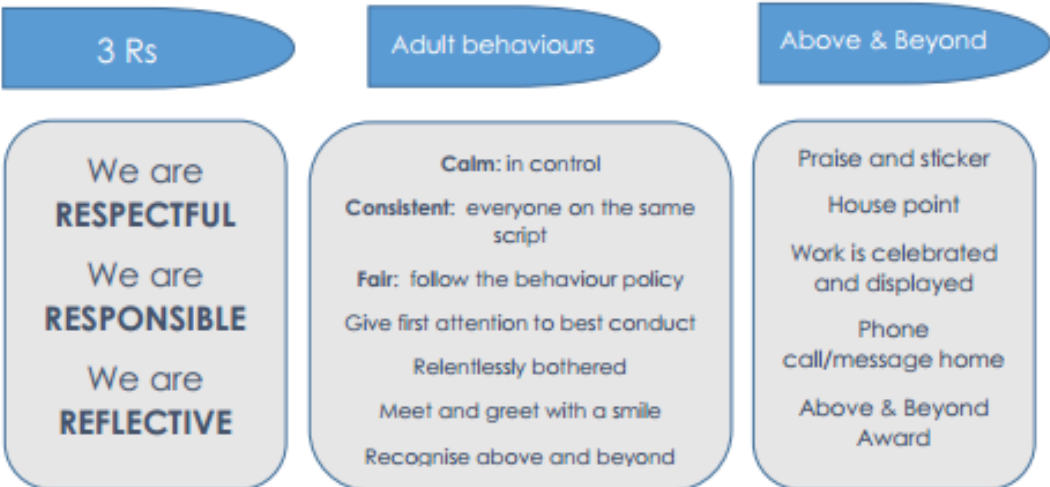 3 Rs
We are
RESPECTFUL
We are
RESPONSIBLE
We are
REFLECTIVE
Adult behaviours
Calm: in control
Consistent: everyone on the same
script
Fair: follow the behaviour policy
Give first attention to best conduct
Relentlessly bothered
Meet and greet with a smile
Recognise above and beyond
Above & Beyond
Praise and sticker
House point
Work is celebrated
and displayed
Phone
call/message home
Above & Beyond
Award